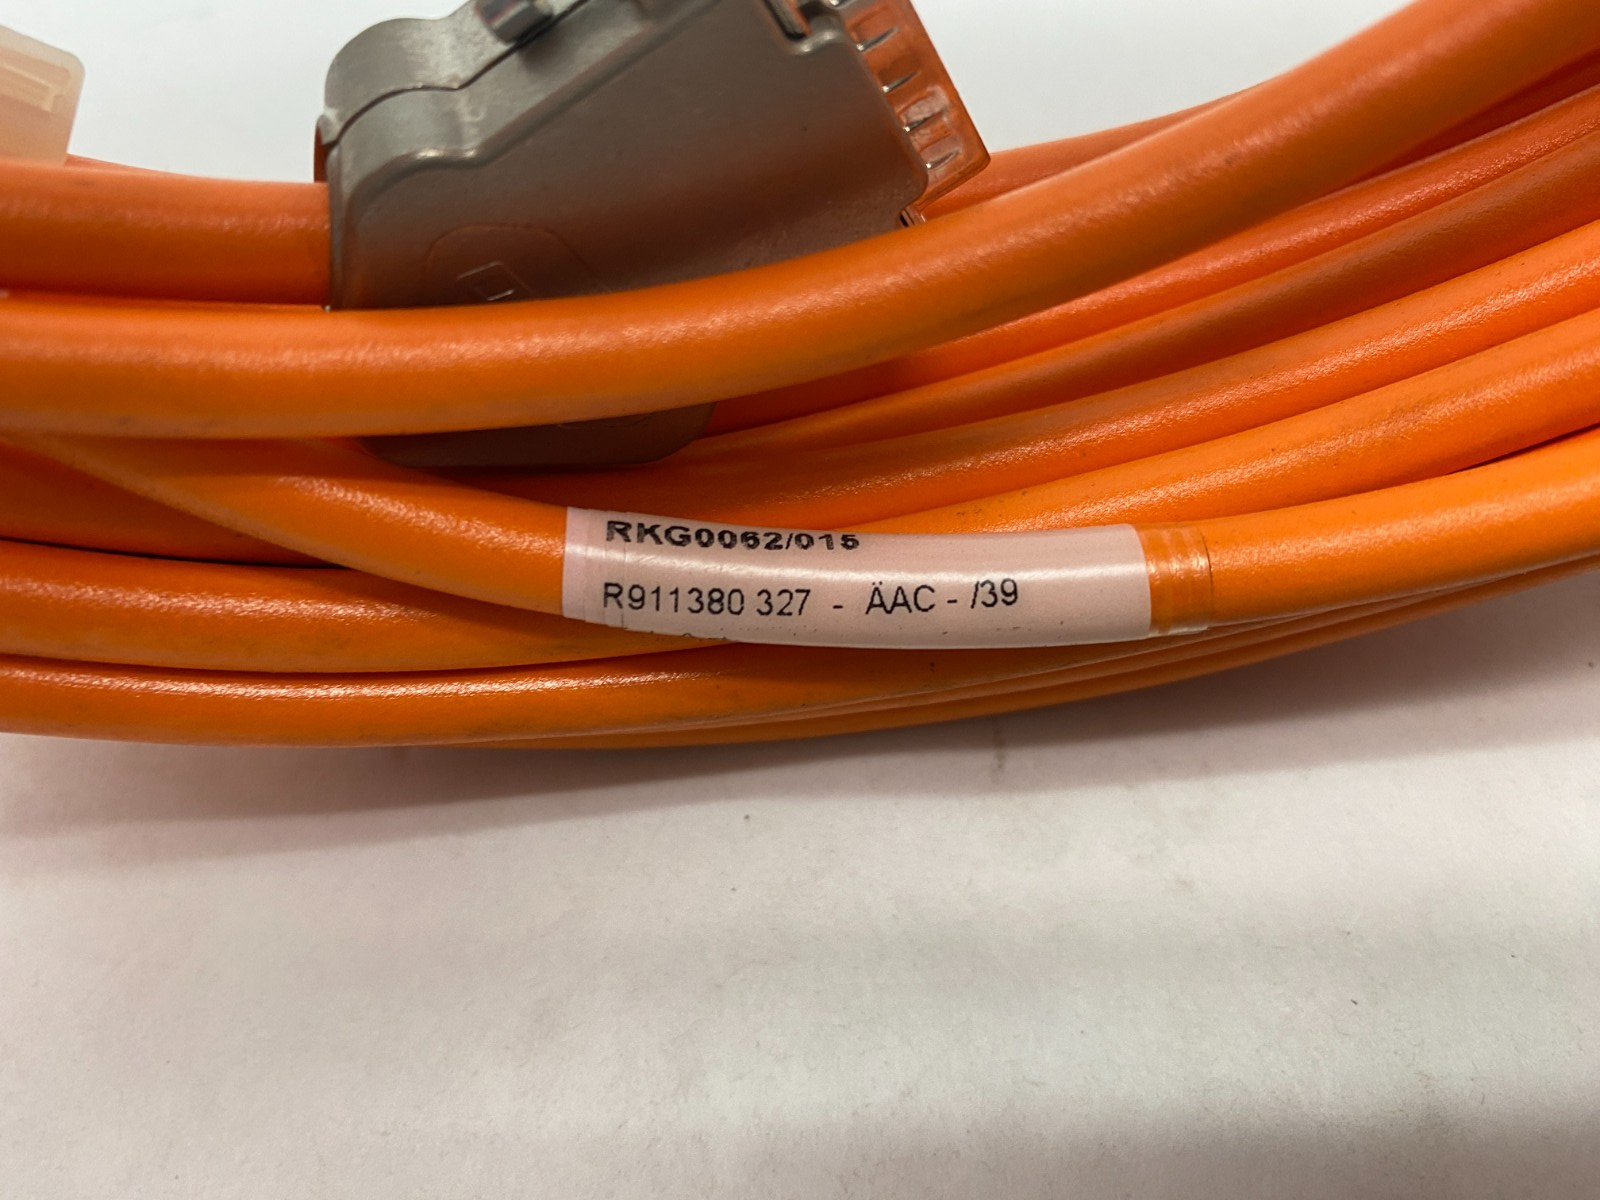 RKG0062/015
R911380 327 - ÄAC - /39